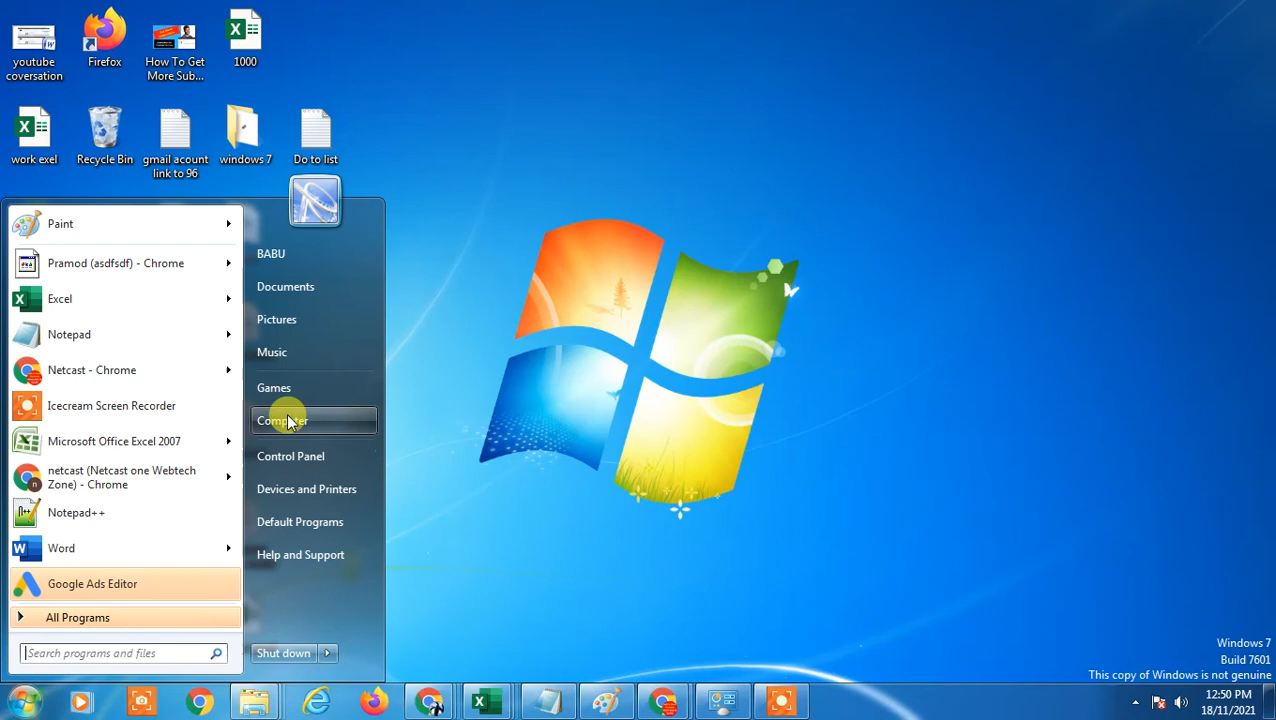 youtube
coversation
Firefox
How To Get
More Sub...
1000
work exel
Recycle Bin
gmail acount
link to 96
windows 7
Do to list
Paint
Pramod (asdfsdf) - Chrome
Excel
Notepad
Netcast - Chrome
Icecream Screen Recorder
Microsoft Office Excel 2007
netcast (Netcast one Webtech
Zone) - Chrome
Notepad++
Word
Google Ads Editor
All Programs
Search programs and files
BABU
Documents
Pictures
Music
Games
Computer
Control Panel
Devices and Printers
Default Programs
Help and Support
Shut down
Windows 7
Build 7601
This copy of Windows is not genuine
12:50 PM
18/11/2021